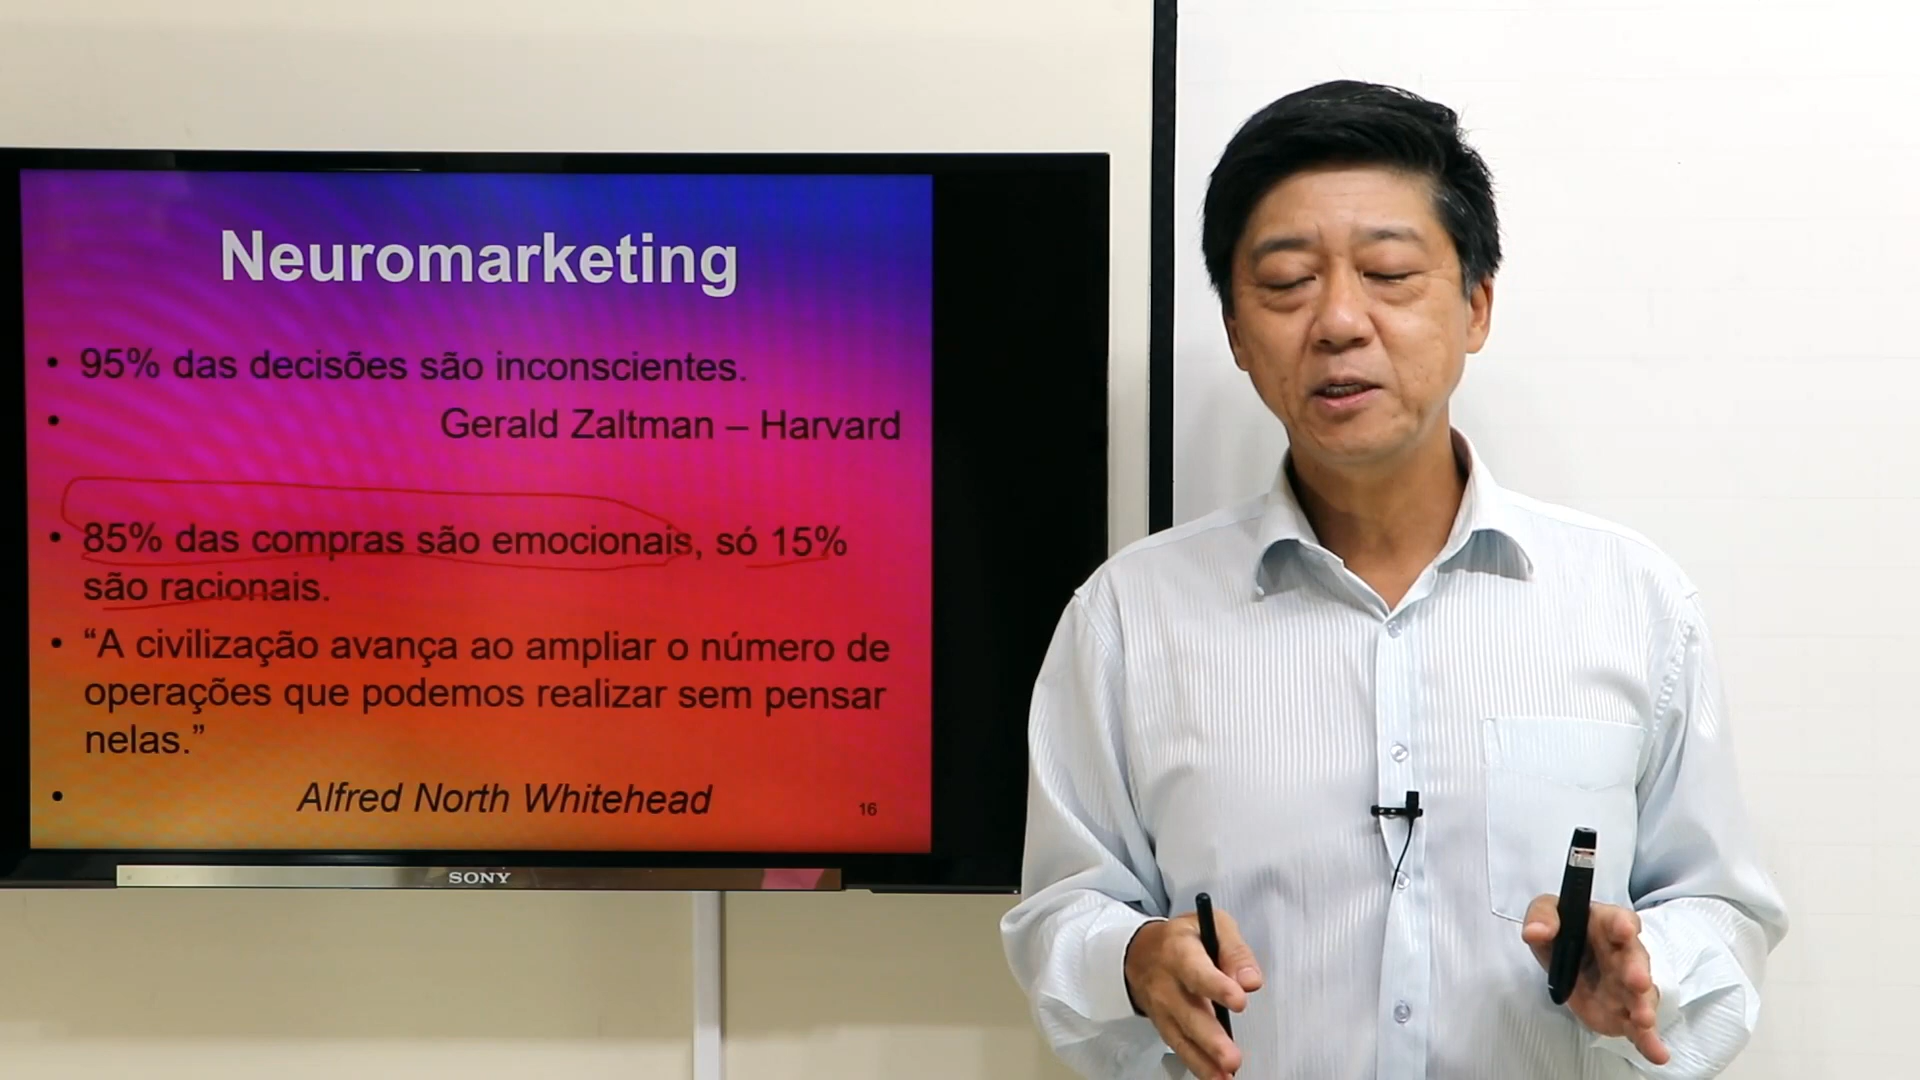 Neuromarketing
• 95% das decisões são inconscientes.
• Gerald Zaltman – Harvard
• 85% das compras são emocionais, só 15%
são racionais.
• “A civilização avança ao ampliar o número de
operações que podemos realizar sem pensar
nelas.”
• Alfred North Whitehead
16
SONY